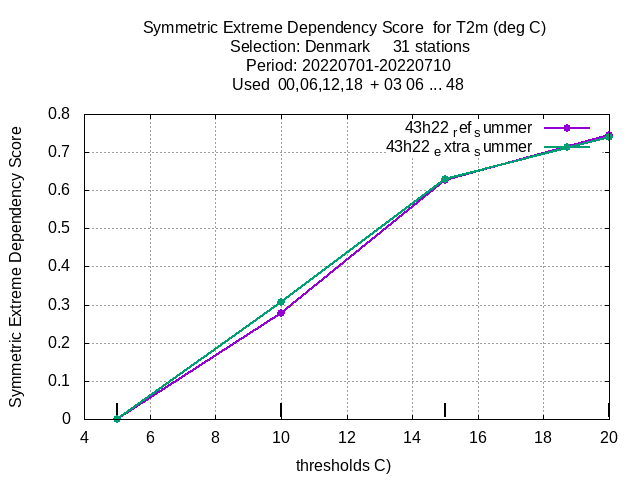 Symmetric Extreme Dependency Score for T2m (deg C)
Selection: Denmark 31 stations
Period: 20220701-20220710
Used 00,06,12,18 + 03 06 ... 48
43h22 ref summer
43h22 extra summer
Symmetric Extreme Dependency Score
0.8
0.7
0.6
0.5
0.4
0.3
0.2
0.1
0
4 6 8 10 12 14 16 18 20
thresholds C)